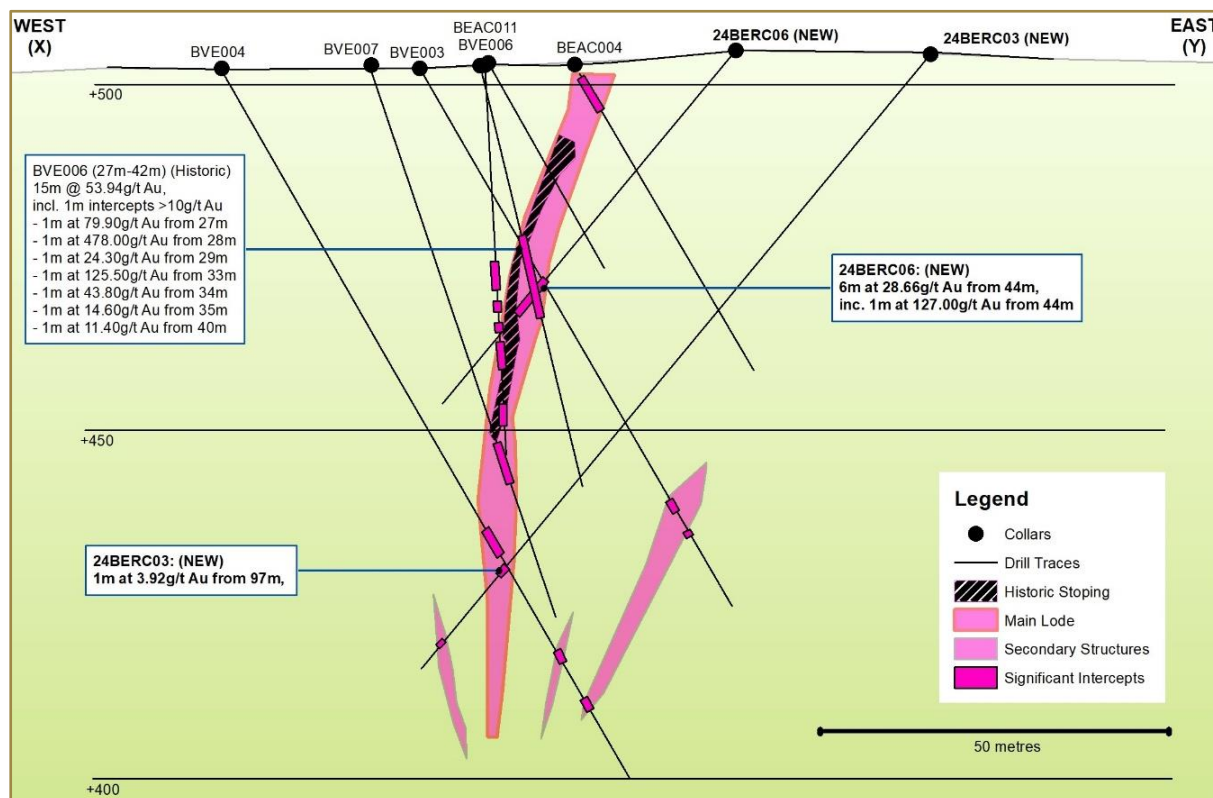 WEST
(X)
BVE004
BVE007
BVE003
BEAC011
BVE006
BEAC004
24BERC06 (NEW)
24BERC03 (NEW)
EAST
(Y)
+500
BVE006 (27m-42m) (Historic)
15m @ 53.94g/t Au,
incl. 1m intercepts >10g/t Au
- 1m at 79.90g/t Au from 27m
- 1m at 478.00g/t Au from 28m
- 1m at 24.30g/t Au from 29m
- 1m at 125.50g/t Au from 33m
- 1m at 43.80g/t Au from 34m
- 1m at 14.60g/t Au from 35m
- 1m at 11.40g/t Au from 40m
24BERC06: (NEW)
6m at 28.66g/t Au from 44m,
inc. 1m at 127.00g/t Au from 44m
+450
24BERC03: (NEW)
1m at 3.92g/t Au from 97m,
Legend
Collars
Drill Traces
Historic Stoping
Main Lode
Secondary Structures
Significant Intercepts
50 metres
+400